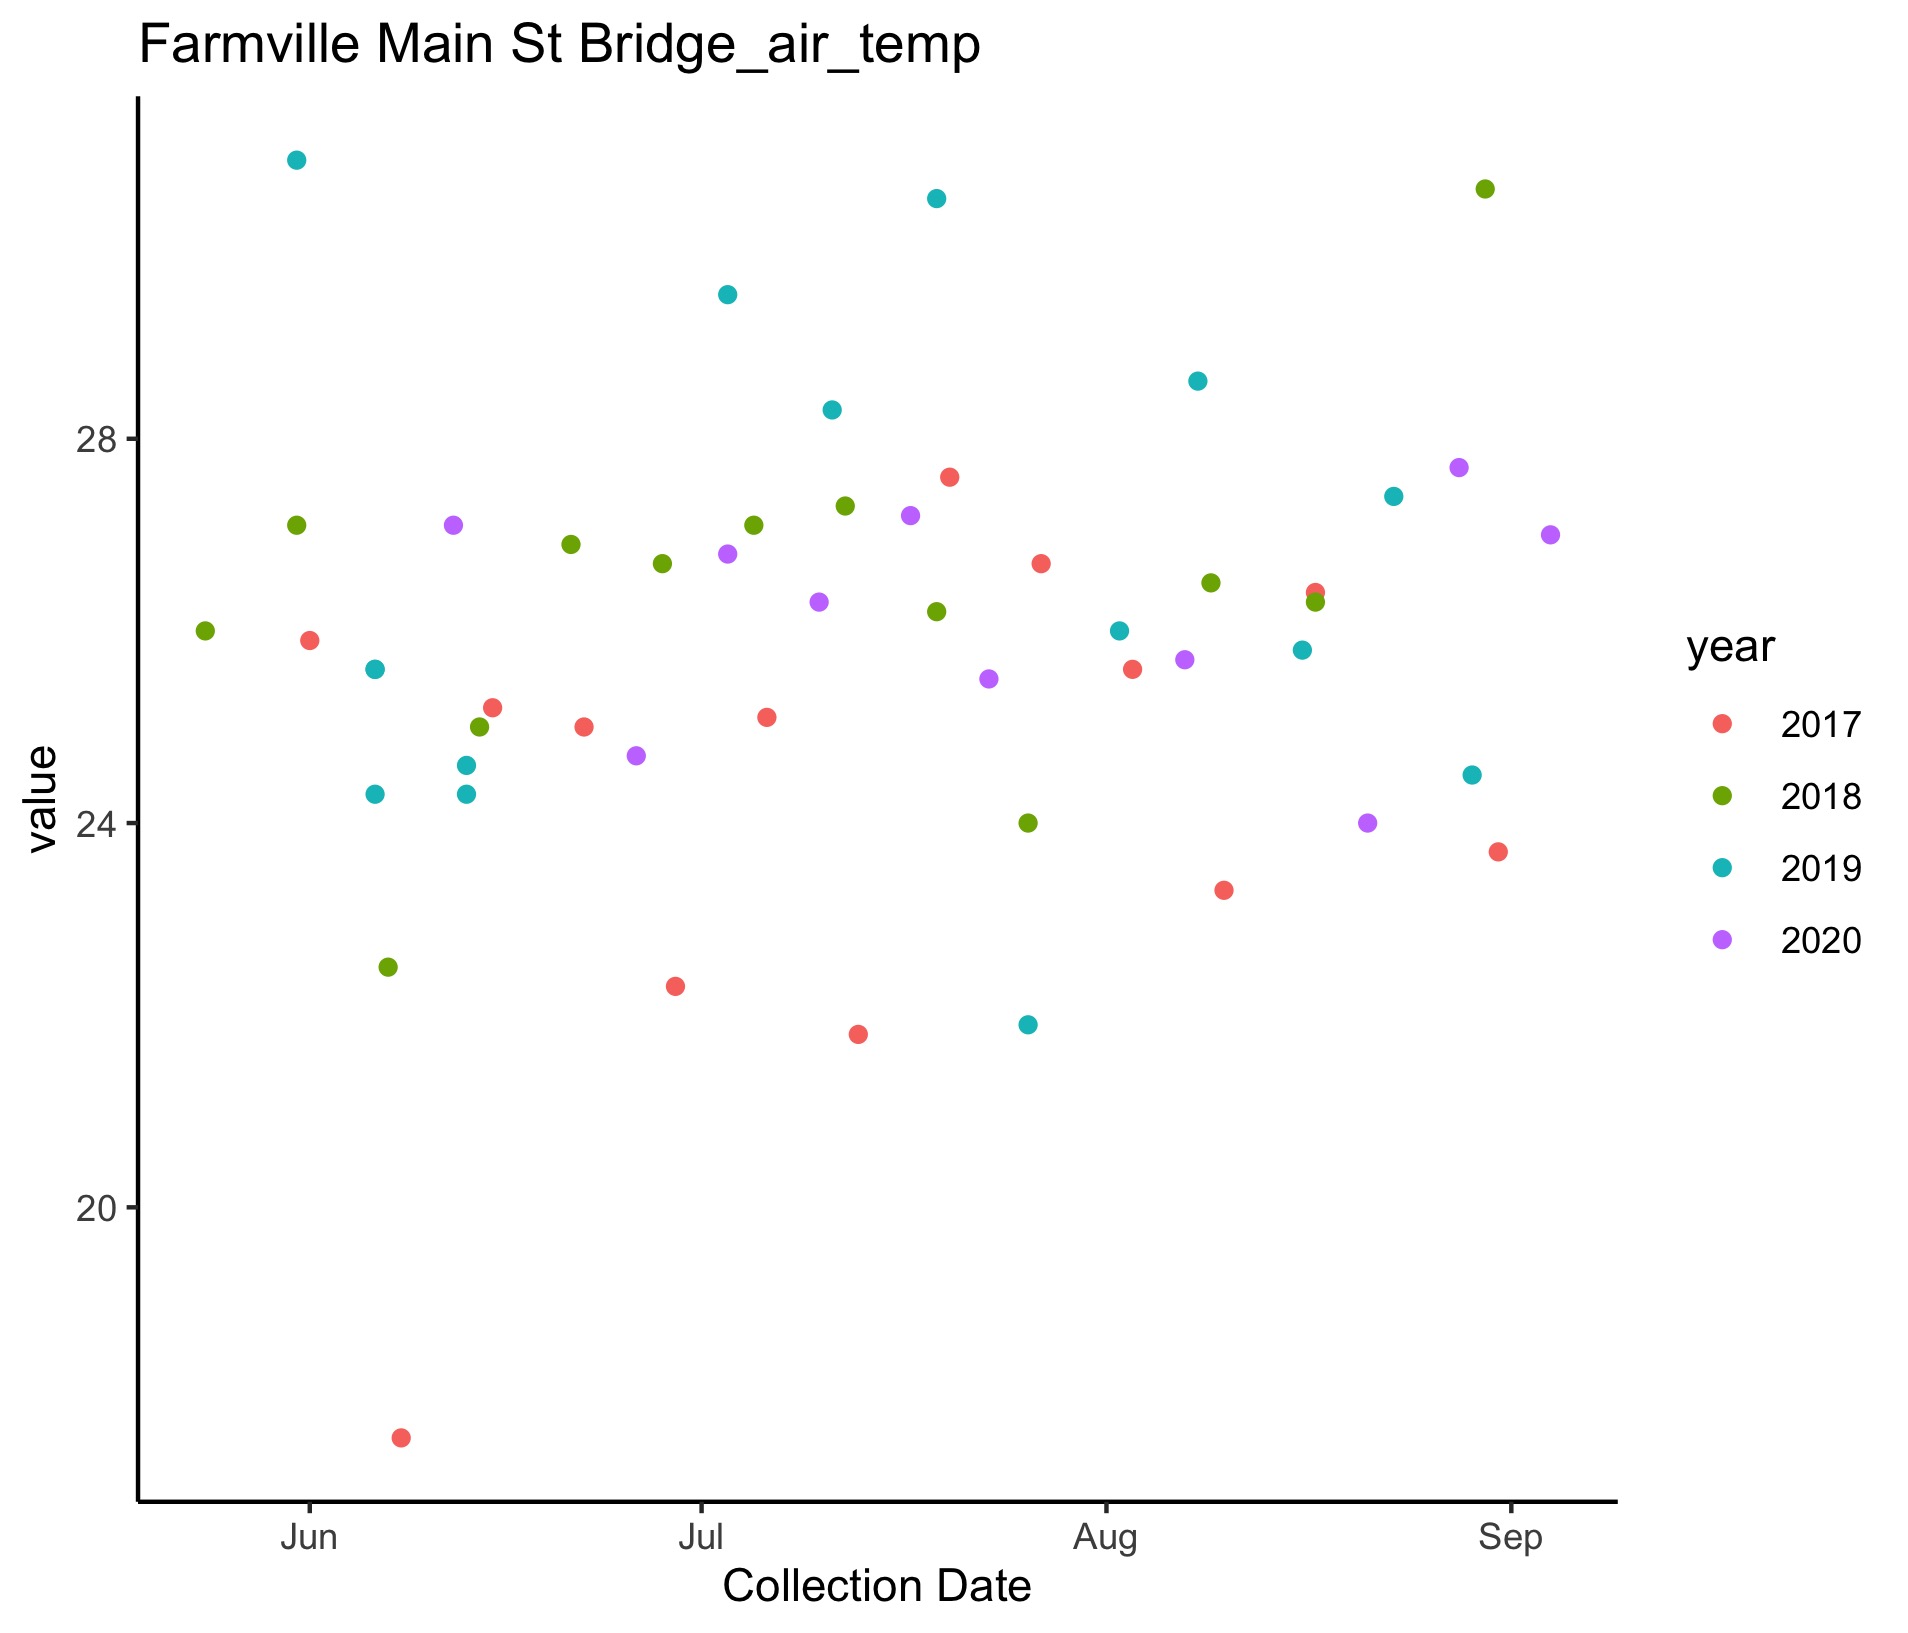 Farmville Main St Bridge_air_temp
28
24
20
value
Jun Jul Aug Sep
Collection Date
year
2017
2018
2019
2020